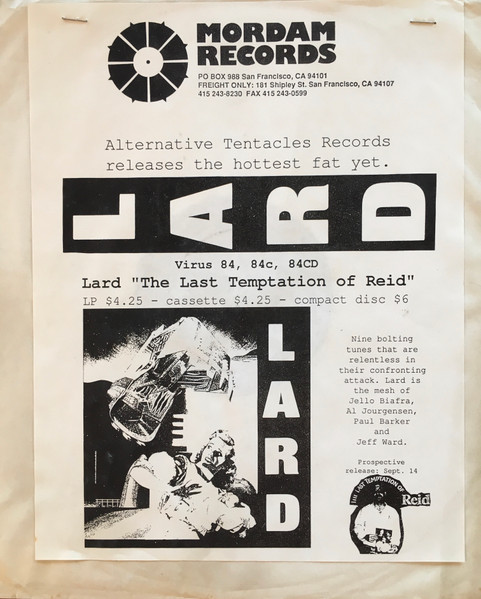 MORDAM
RECORDS
PO BOX 988 San Francisco, CA 94101
FREIGHT ONLY: 181 Shipley St. San Francisco, CA 94107
415 243-8230 FAX 415 243-0599
Alternative Tentacles Records
releases the hottest fat yet.
LARD
Virus 84, 84c, 84CD
Lard "The Last Temptation of Reid"
LP $4.25 - cassette $4.25 - compact disc $6
LARD
Nine bolting
tunes that are
relentless in
their confronting
attack. Lard is
the mesh of
Jello Biafra,
Al Jourgensen,
Paul Barker
and
Jeff Ward.
Prospective
release: Sept. 14
THE LAST TEMPTATION OF
Reid